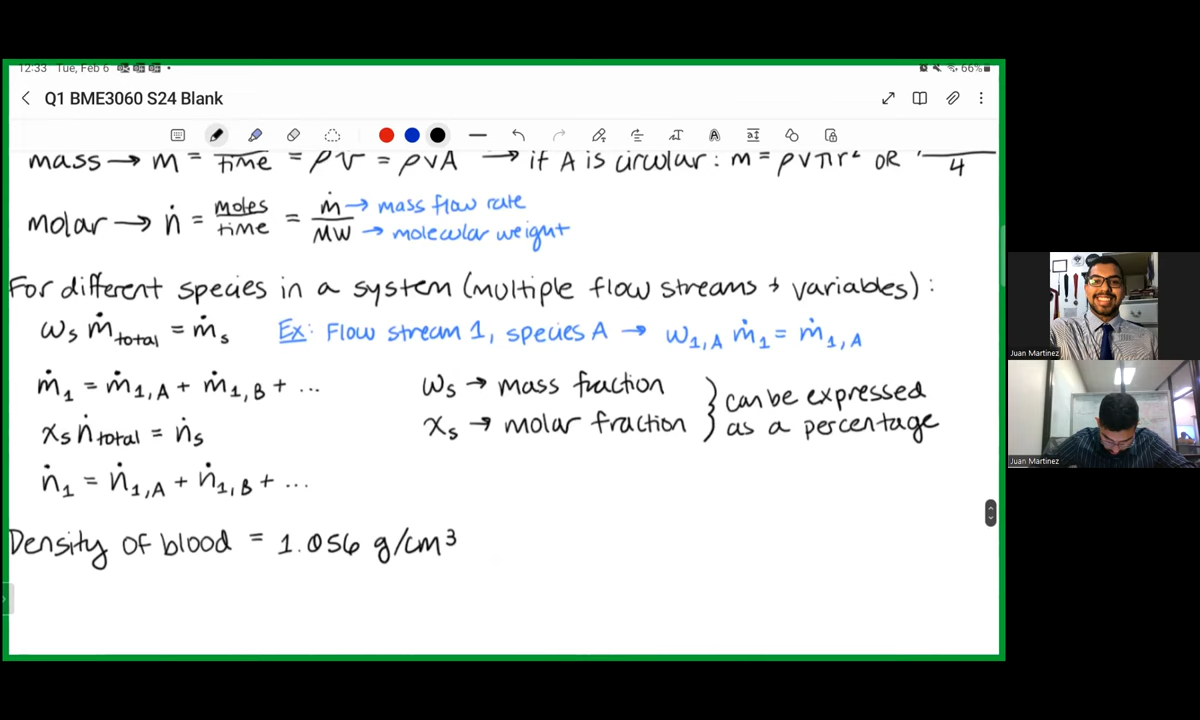 12:33 Tue, Feb 6
66%
Q1 BME3060 S24 Blank
mass → ṁ = / time = ρ V̇ = ρvA → if A is circular: ṁ = ρvπr² OR / 4
molar → ṅ = moles / time = ṁ / MW → mass flow rate
→ molecular weight
For different species in a system (multiple flow streams + variables):
ωs ṁtotal = ṁs Ex: Flow stream 1, species A → ω1,A ṁ1 = ṁ1,A
ṁ1 = ṁ1,A + ṁ1,B + ... ωs → mass fraction
can be expressed
xs ṅtotal = ṅs xs → molar fraction
as a percentage
ṅ1 = ṅ1,A + ṅ1,B + ...
Density of blood = 1.056 g/cm³
Juan Martinez
Juan Martinez